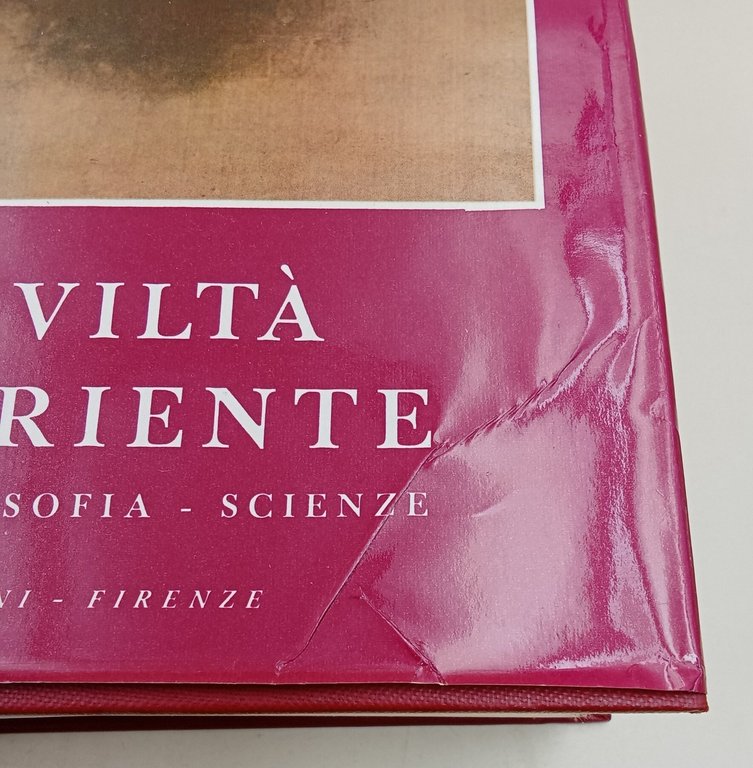 VILTÀ
RIENTE
SOFIA - SCIENZE
NI - FIRENZE